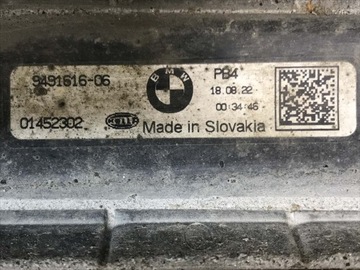 9491616-06
BMW
PB4
18.08.22
00:34:46
01452302
HELLA
Made in Slovakia